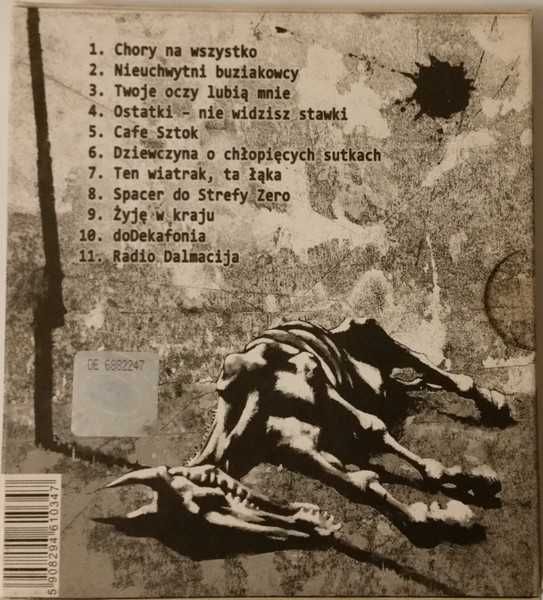 1. Chory na wszystko
2. Nieuchwytni buziakowcy
3. Twoje oczy lubią mnie
4. Ostatki - nie widzisz stawki
5. Cafe Sztok
6. Dziewczyna o chłopięcych sutkach
7. Ten wiatrak, ta łąka
8. Spacer do Strefy Zero
9. Żyję w kraju
10. doDekafonia
11. Radio Dalmacija
DE 6882247
5 908294 610347